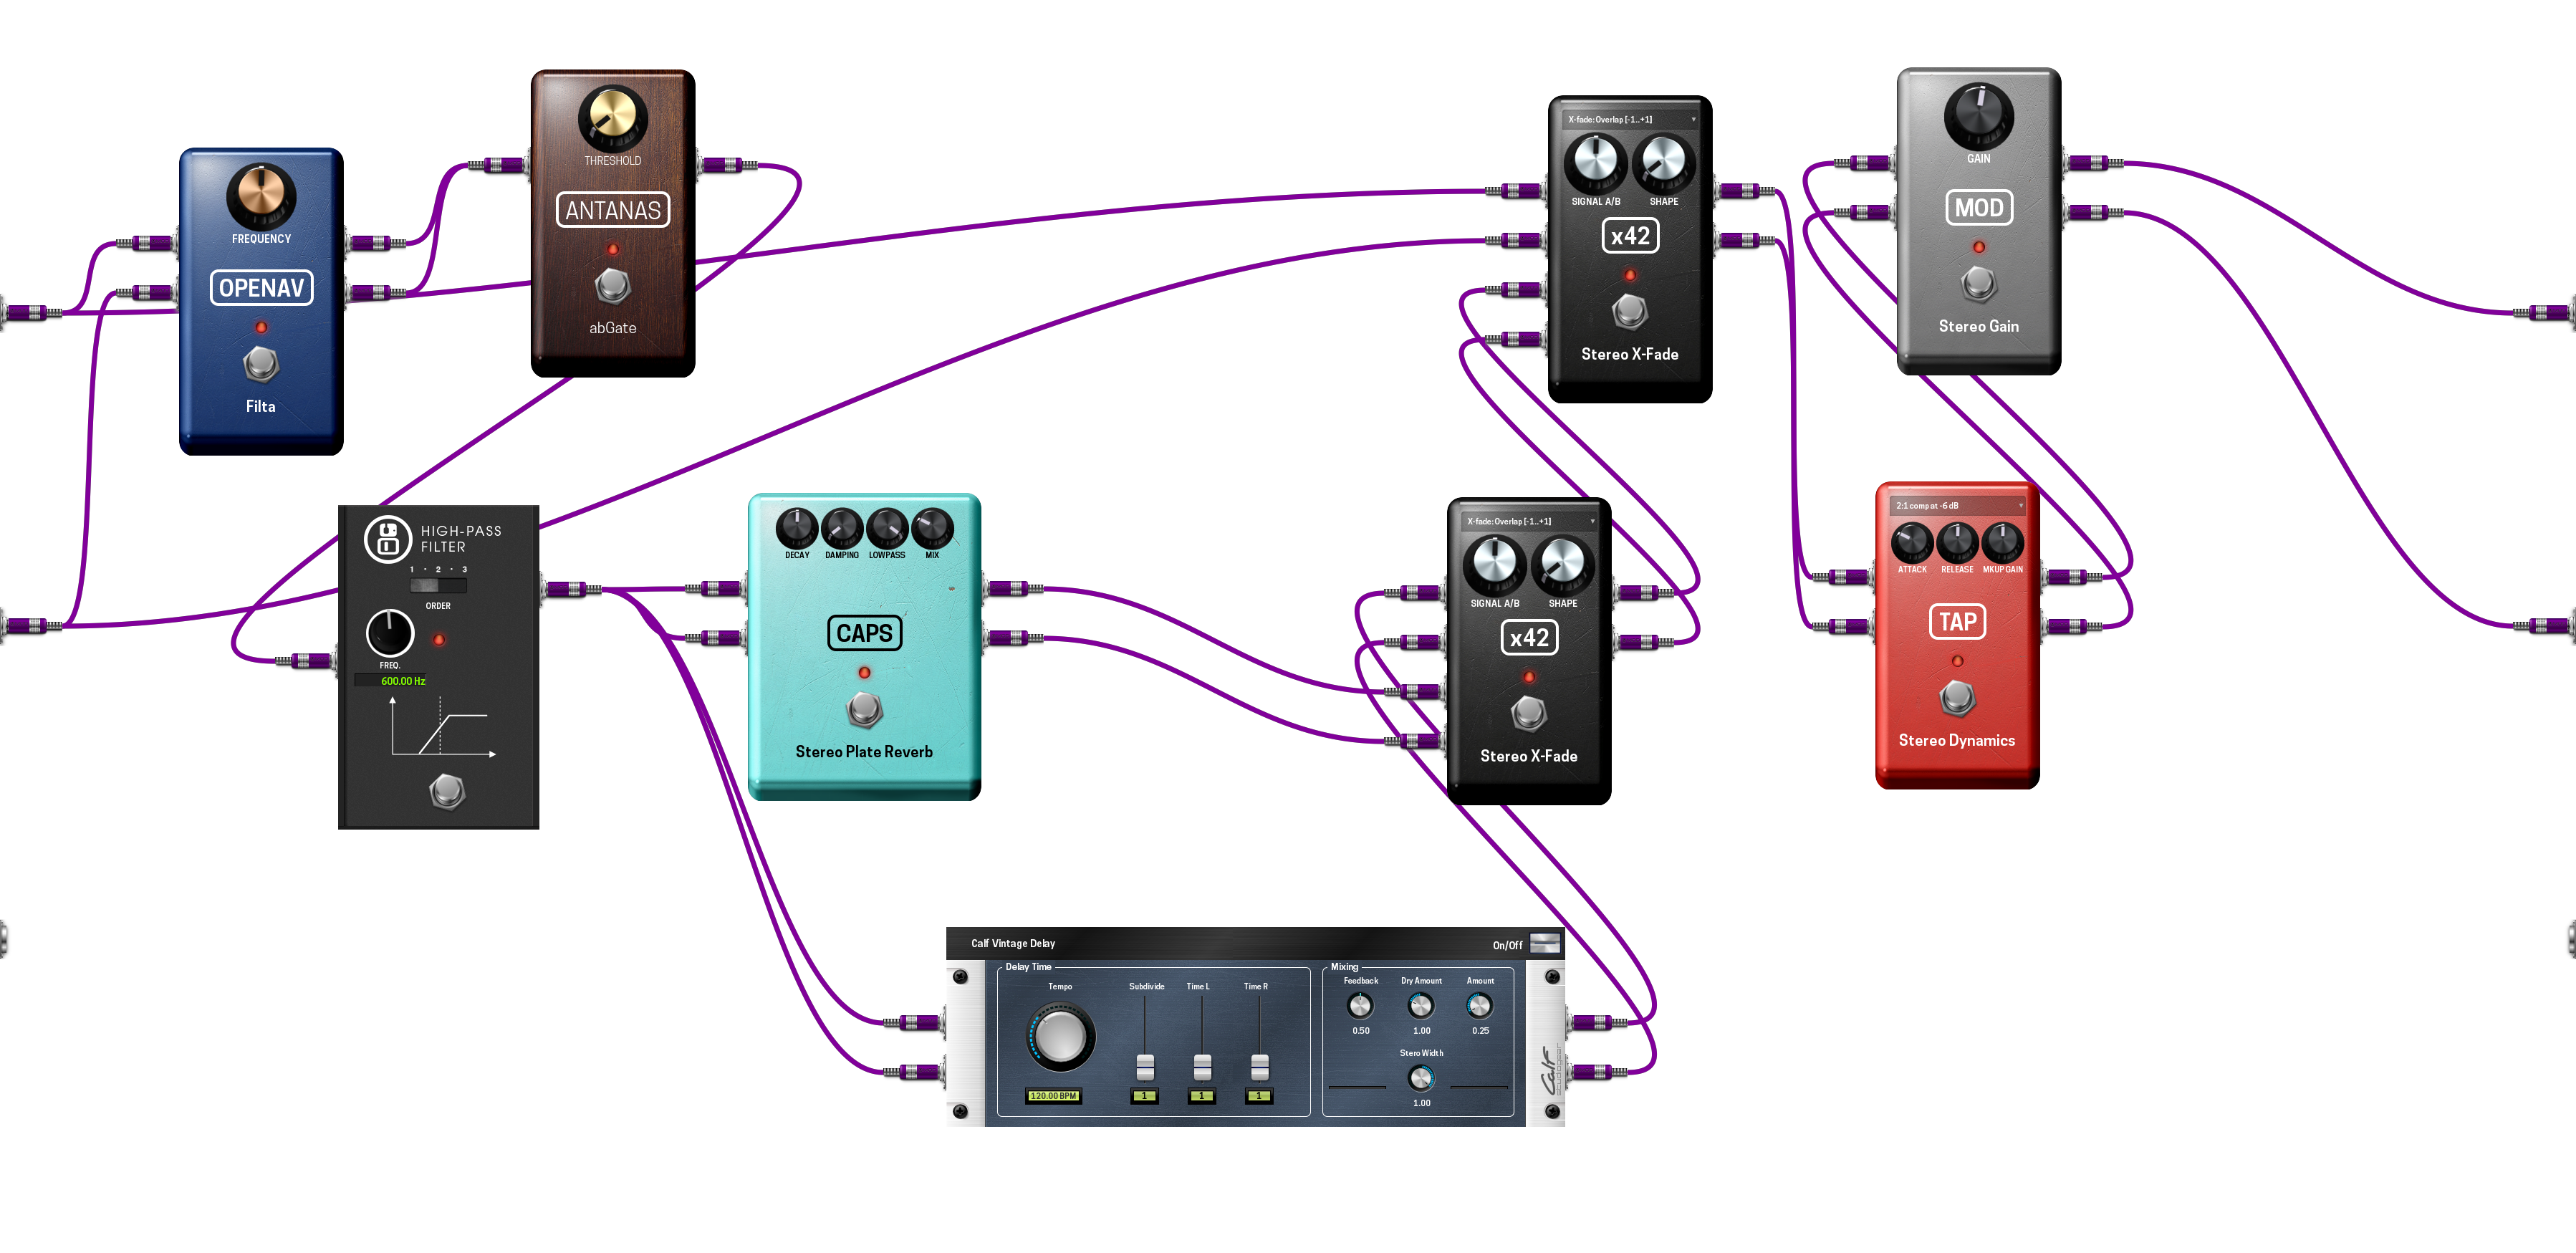 FREQUENCY
OPENAV
Filta
THRESHOLD
ANTANAS
abGate
HIGH-PASS
FILTER
1 · 2 · 3
ORDER
FREQ.
600.00 Hz
DECAY DAMPING LOWPASS MIX
CAPS
Stereo Plate Reverb
Calf Vintage Delay
On/Off
Delay Time
Tempo
Subdivide
Time L
Time R
120.00 BPM
1
1
1
Mixing
Feedback
Dry Amount
Amount
0.50
1.00
0.25
Stero Width
1.00
Calf
X-fade: Overlap [-1..+1]
SIGNAL A/B SHAPE
x42
Stereo X-Fade
X-fade: Overlap [-1..+1]
SIGNAL A/B SHAPE
x42
Stereo X-Fade
GAIN
MOD
Stereo Gain
2:1 comp at -6 dB
ATTACK RELEASE MKUPGAIN
TAP
Stereo Dynamics